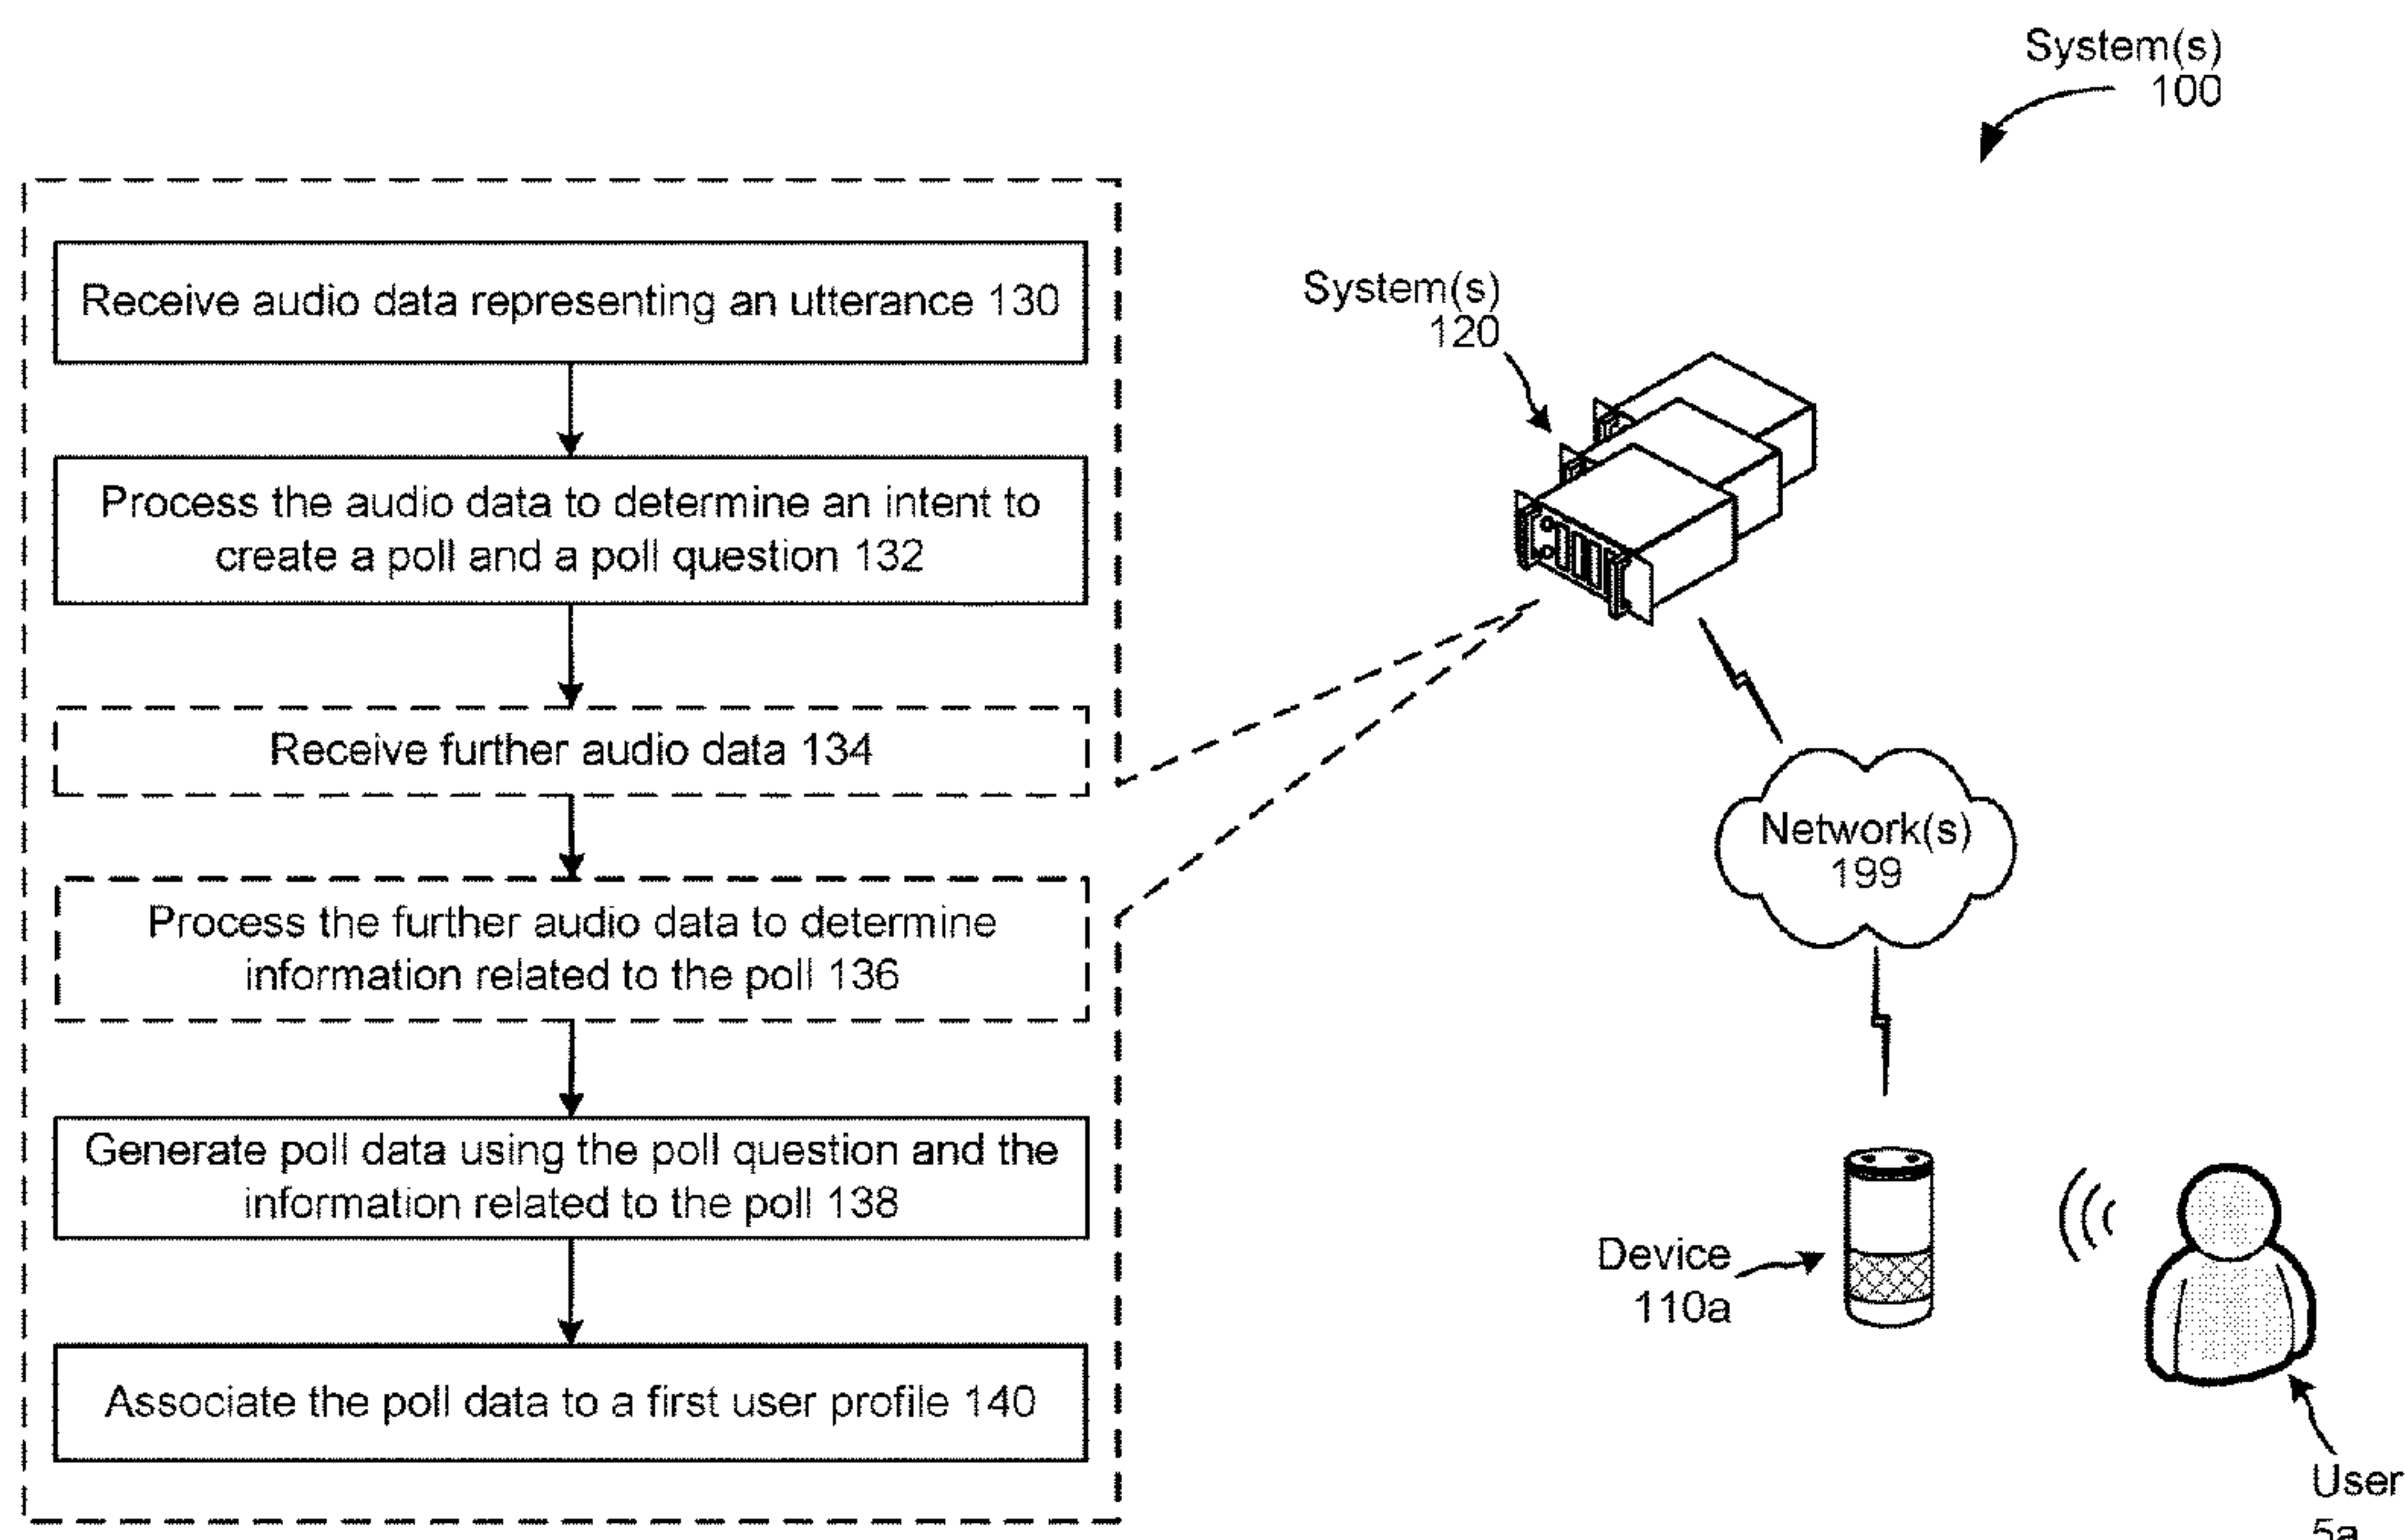 System(s)
100
Receive audio data representing an utterance 130
System(s)
120
Process the audio data to determine an intent to
create a poll and a poll question 132
Receive further audio data 134
Network(s)
199
Process the further audio data to determine
information related to the poll 136
Generate poll data using the poll question and the
information related to the poll 138
Device
110a
Associate the poll data to a first user profile 140
User
5a